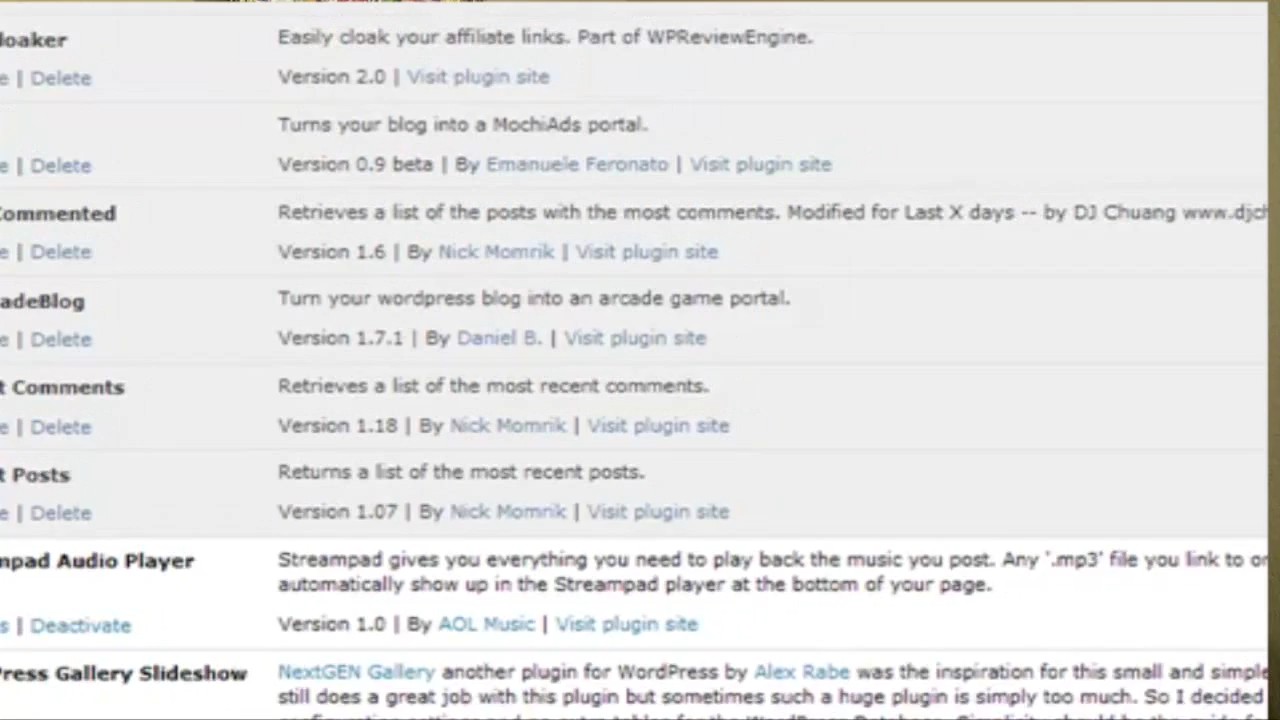 loaker Easily cloak your affiliate links. Part of WPReviewEngine.
e | Delete Version 2.0 | Visit plugin site
Turns your blog into a MochiAds portal.
e | Delete Version 0.9 beta | By Emanuele Feronato | Visit plugin site
Commented Retrieves a list of the posts with the most comments. Modified for Last X days -- by DJ Chuang www.djch
e | Delete Version 1.6 | By Nick Momrik | Visit plugin site
adeBlog Turn your wordpress blog into an arcade game portal.
e | Delete Version 1.7.1 | By Daniel B. | Visit plugin site
t Comments Retrieves a list of the most recent comments.
e | Delete Version 1.18 | By Nick Momrik | Visit plugin site
t Posts Returns a list of the most recent posts.
e | Delete Version 1.07 | By Nick Momrik | Visit plugin site
mpad Audio Player Streampad gives you everything you need to play back the music you post. Any '.mp3' file you link to or
automatically show up in the Streampad player at the bottom of your page.
s | Deactivate Version 1.0 | By AOL Music | Visit plugin site
Press Gallery Slideshow NextGEN Gallery another plugin for WordPress by Alex Rabe was the inspiration for this small and simple
still does a great job with this plugin but sometimes such a huge plugin is simply too much. So I decided